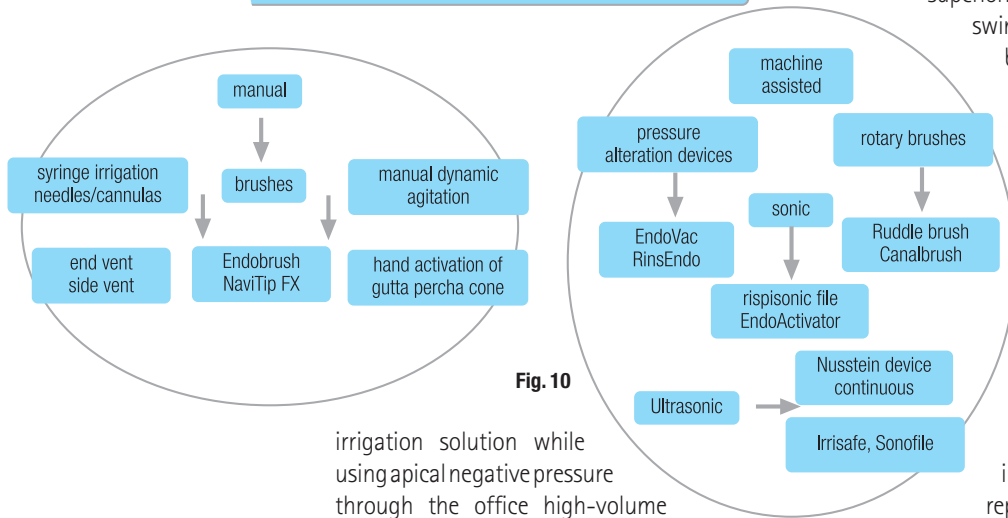 manual
syringe irrigation
needles/cannulas
brushes
manual dynamic
agitation
end vent
side vent
Endobrush
NaviTip FX
hand activation of
gutta percha cone
machine
assisted
pressure
alteration devices
rotary brushes
sonic
EndoVac
RinsEndo
Ruddle brush
Canalbrush
rispisonic file
EndoActivator
Nusstein device
continuous
Ultrasonic
Irrisafe, Sonofile
Fig. 10
irrigation solution while
using apical negative pressure
through the office high-volume